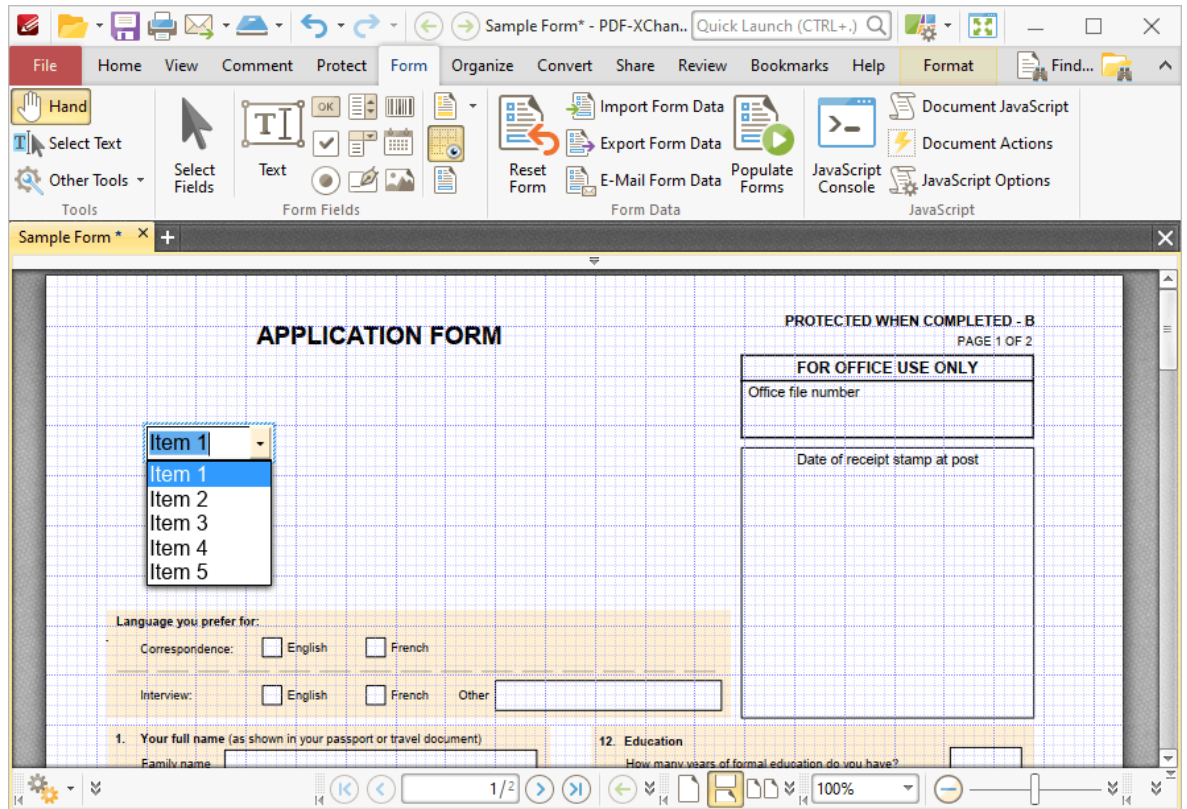 Sample Form* - PDF-XChan.. Quick Launch (CTRL+.)
File Home View Comment Protect Form Organize Convert Share Review Bookmarks Help Format Find...
Hand
Select Text
Other Tools
Tools
Select Fields
Text
OK
Form Fields
Reset Form
Import Form Data
Export Form Data
E-Mail Form Data
Populate Forms
Form Data
JavaScript Console
Document JavaScript
Document Actions
JavaScript Options
JavaScript
Sample Form *
APPLICATION FORM
PROTECTED WHEN COMPLETED - B
PAGE 1 OF 2
FOR OFFICE USE ONLY
Office file number
Date of receipt stamp at post
Item 1
Item 1
Item 2
Item 3
Item 4
Item 5
Language you prefer for:
Correspondence: English French
Interview: English French Other
1. Your full name (as shown in your passport or travel document)
Family name
12. Education
How many years of formal education do you have?
1/2
100%